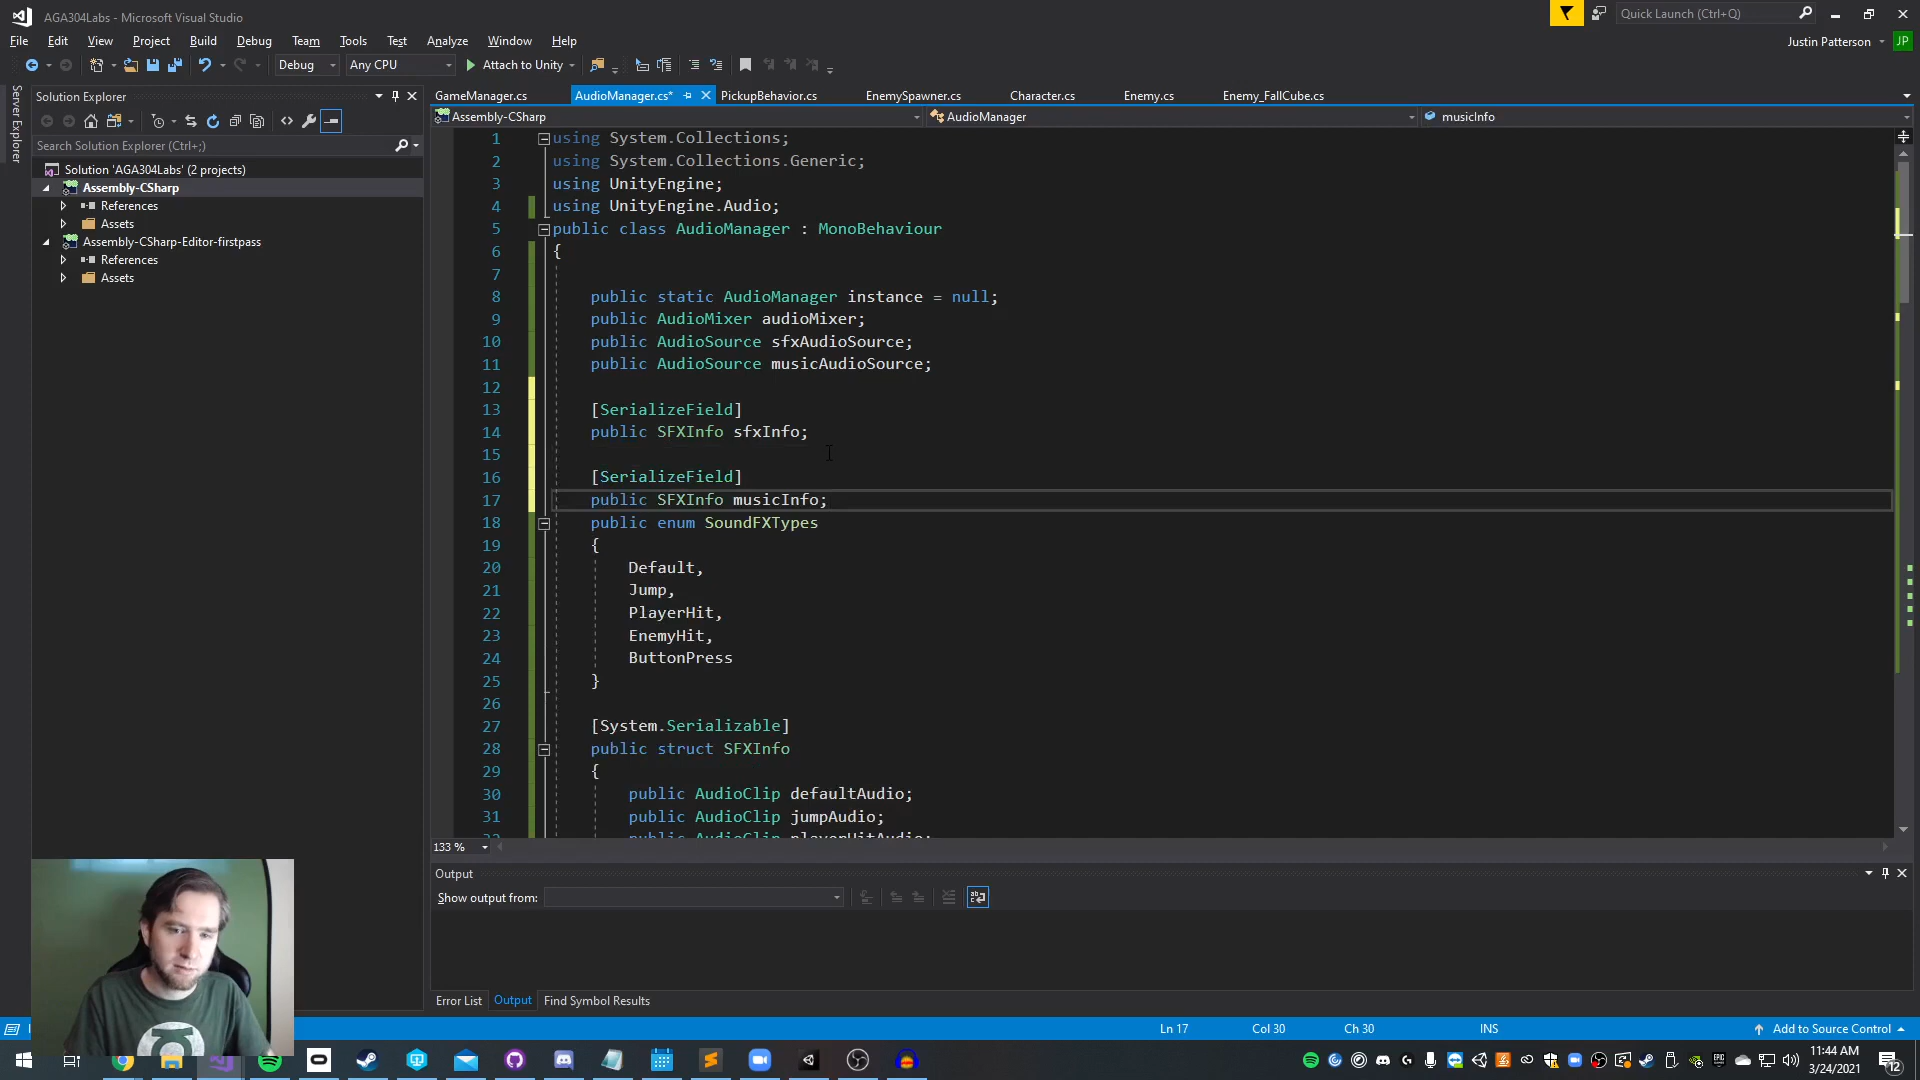 AGA304Labs - Microsoft Visual Studio
Quick Launch (Ctrl+Q)
File Edit View Project Build Debug Team Tools Test Analyze Window Help
Justin Patterson JP
Debug Any CPU Attach to Unity
Server Explorer
Solution Explorer
Search Solution Explorer (Ctrl+;)
Solution 'AGA304Labs' (2 projects)
Assembly-CSharp
References
Assets
Assembly-CSharp-Editor-firstpass
References
Assets
GameManager.cs AudioManager.cs* PickupBehavior.cs EnemySpawner.cs Character.cs Enemy.cs Enemy_FallCube.cs
Assembly-CSharp AudioManager musicInfo
1 using System.Collections;
2 using System.Collections.Generic;
3 using UnityEngine;
4 using UnityEngine.Audio;
5 public class AudioManager : MonoBehaviour
6 {
7
8 public static AudioManager instance = null;
9 public AudioMixer audioMixer;
10 public AudioSource sfxAudioSource;
11 public AudioSource musicAudioSource;
12
13 [SerializeField]
14 public SFXInfo sfxInfo;
15
16 [SerializeField]
17 public SFXInfo musicInfo;
18 public enum SoundFXTypes
19 {
20 Default,
21 Jump,
22 PlayerHit,
23 EnemyHit,
24 ButtonPress
25 }
26
27 [System.Serializable]
28 public struct SFXInfo
29 {
30 public AudioClip defaultAudio;
31 public AudioClip jumpAudio;
32 public AudioClip playerHitAudio;
133 %
Output
Show output from:
Error List Output Find Symbol Results
Ln 17 Col 30 Ch 30 INS Add to Source Control
11:44 AM
3/24/2021
12